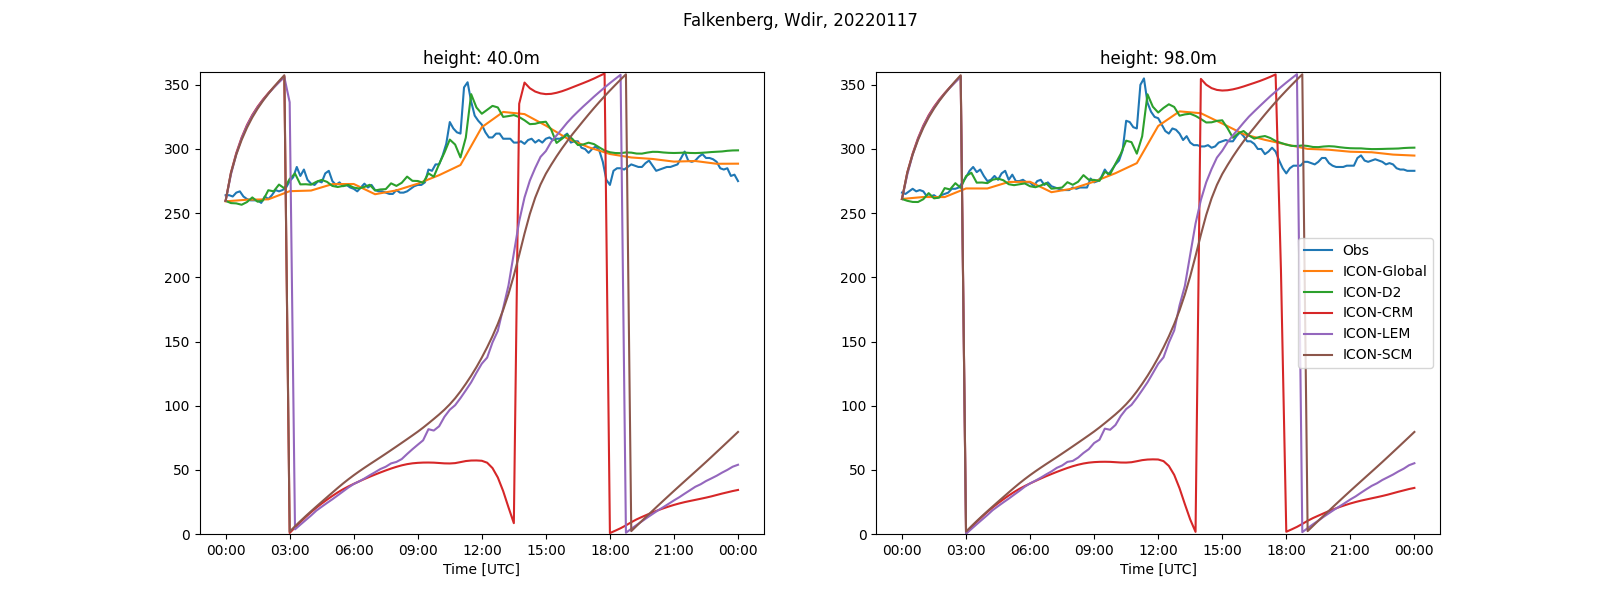 Falkenberg, Wdir, 20220117
height: 40.0m
350
300
250
200
150
100
50
0
00:00 03:00 06:00 09:00 12:00 15:00 18:00 21:00 00:00
Time [UTC]
height: 98.0m
350
300
250
200
150
100
50
0
Obs
ICON-Global
ICON-D2
ICON-CRM
ICON-LEM
ICON-SCM
00:00 03:00 06:00 09:00 12:00 15:00 18:00 21:00 00:00
Time [UTC]